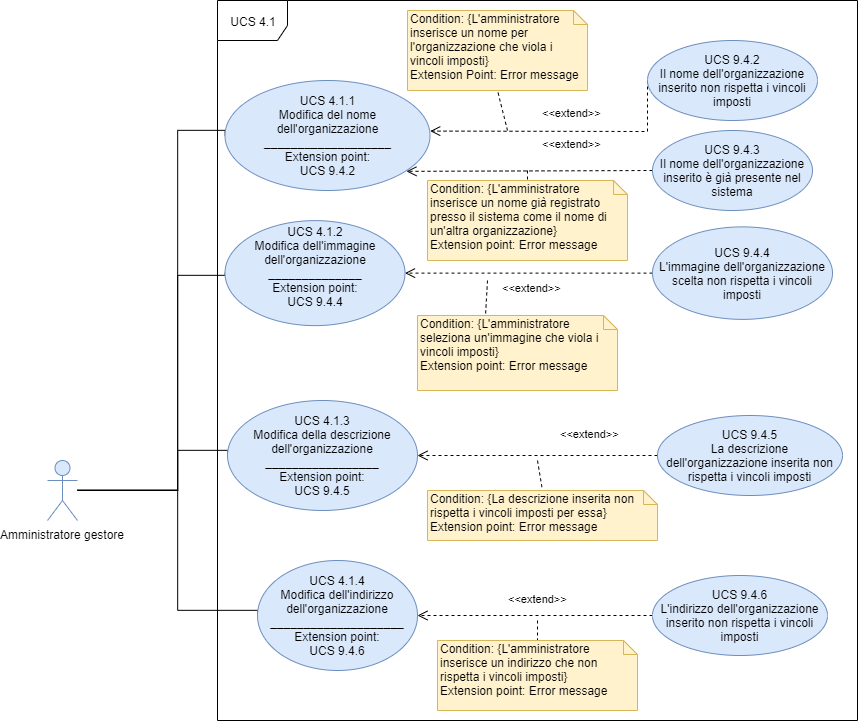 UCS 4.1
Condition: {L'amministratore
inserisce un nome per
l'organizzazione che viola i
vincoli imposti}
Extension Point: Error message
UCS 9.4.2
Il nome dell'organizzazione
inserito non rispetta i vincoli
imposti
UCS 4.1.1
Modifica del nome
dell'organizzazione
___________________
Extension point:
UCS 9.4.2
<<extend>>
<<extend>>
UCS 9.4.3
Il nome dell'organizzazione
inserito è già presente nel
sistema
Condition: {L'amministratore
inserisce un nome già registrato
presso il sistema come il nome di
un'altra organizzazione}
Extension point: Error message
UCS 4.1.2
Modifica dell'immagine
dell'organizzazione
______________
Extension point:
UCS 9.4.4
<<extend>>
UCS 9.4.4
L'immagine dell'organizzazione
scelta non rispetta i vincoli
imposti
Condition: {L'amministratore
seleziona un'immagine che viola i
vincoli imposti}
Extension point: Error message
UCS 4.1.3
Modifica della descrizione
dell'organizzazione
_________________
Extension point:
UCS 9.4.5
<<extend>>
UCS 9.4.5
La descrizione
dell'organizzazione inserita non
rispetta i vincoli imposti
Condition: {La descrizione inserita non
rispetta i vincoli imposti per essa}
Extension point: Error message
Amministratore gestore
UCS 4.1.4
Modifica dell'indirizzo
dell'organizzazione
____________________
Extension point:
UCS 9.4.6
<<extend>>
UCS 9.4.6
L'indirizzo dell'organizzazione
inserito non rispetta i vincoli
imposti
Condition: {L'amministratore
inserisce un indirizzo che non
rispetta i vincoli imposti}
Extension point: Error message